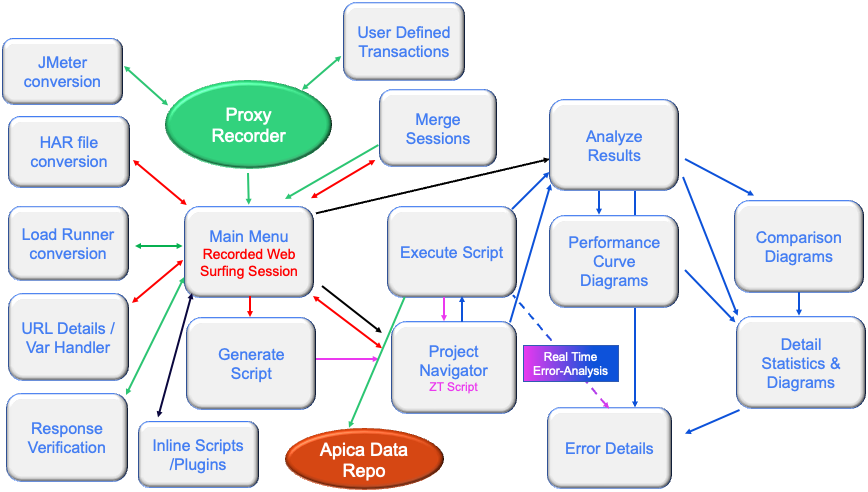 User Defined
Transactions
JMeter
conversion
Proxy
Recorder
Merge
Sessions
Analyze
Results
HAR file
conversion
Load Runner
conversion
Main Menu
Recorded Web
Surfing Session
Execute Script
Performance
Curve
Diagrams
Comparison
Diagrams
URL Details /
Var Handler
Generate
Script
Project
Navigator
ZT Script
Real Time
Error-Analysis
Detail
Statistics &
Diagrams
Response
Verification
Inline Scripts
/Plugins
Apica Data
Repo
Error Details